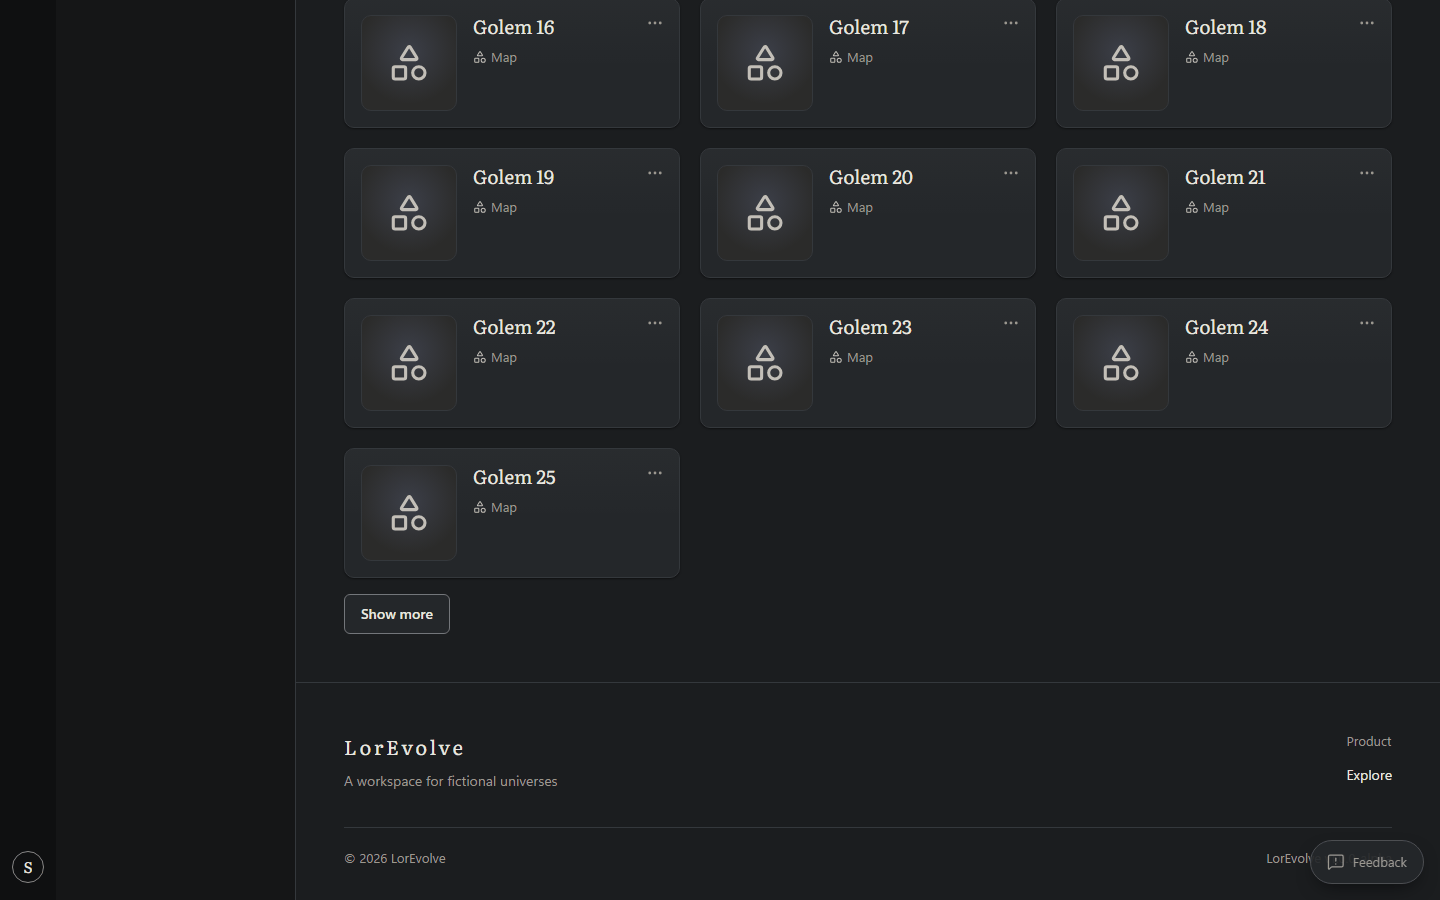 Golem 16
Map
Golem 17
Map
Golem 18
Map
Golem 19
Map
Golem 20
Map
Golem 21
Map
Golem 22
Map
Golem 23
Map
Golem 24
Map
Golem 25
Map
Show more
LorEvolve
A workspace for fictional universes
Product
Explore
© 2026 LorEvolve
Feedback
S